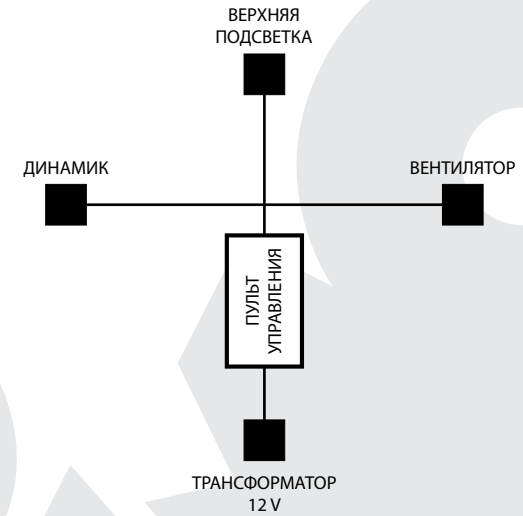 ВЕРХНЯЯ
ПОДСВЕТКА
ДИНАМИК
ВЕНТИЛЯТОР
ПУЛЬТ
УПРАВЛЕНИЯ
ТРАНСФОРМАТОР
12 V